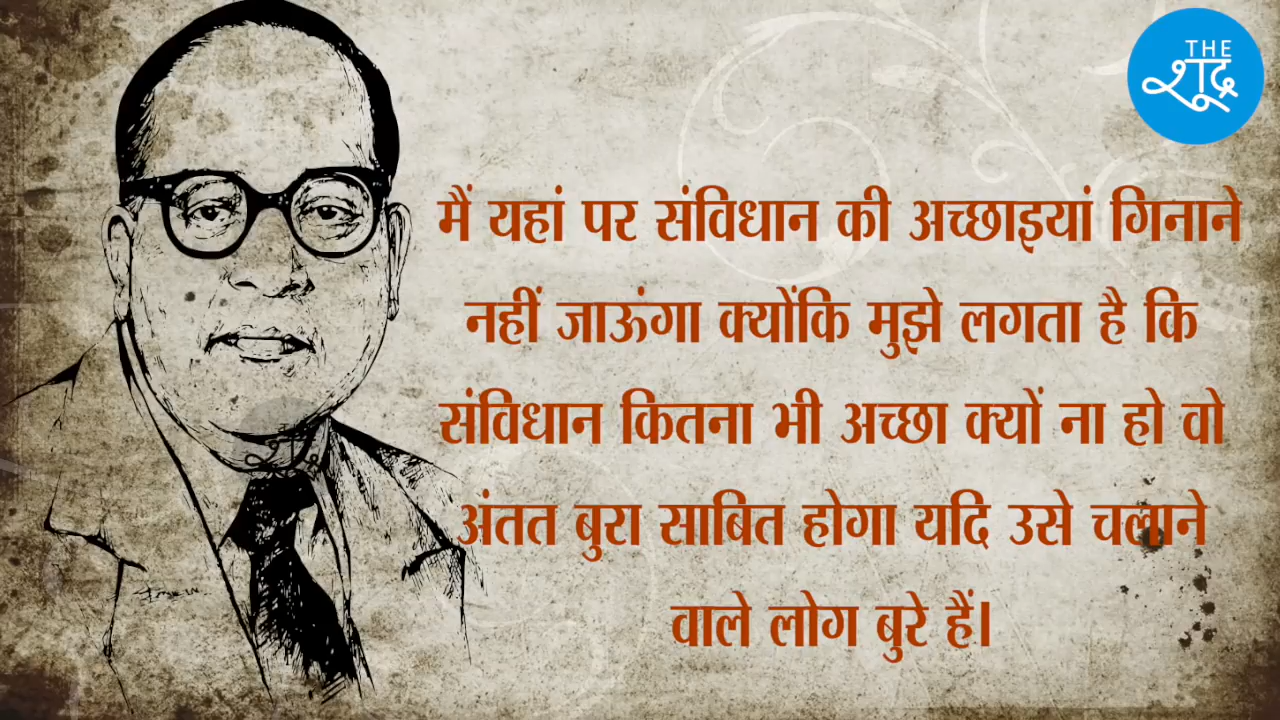 THE
शूद्र
मैं यहां पर संविधान की अच्छाइयां गिनाने
नहीं जाऊंगा क्योंकि मुझे लगता है कि
संविधान कितना भी अच्छा क्यों ना हो वो
अंतत बुरा साबित होगा यदि उसे चलाने
वाले लोग बुरे हैं।